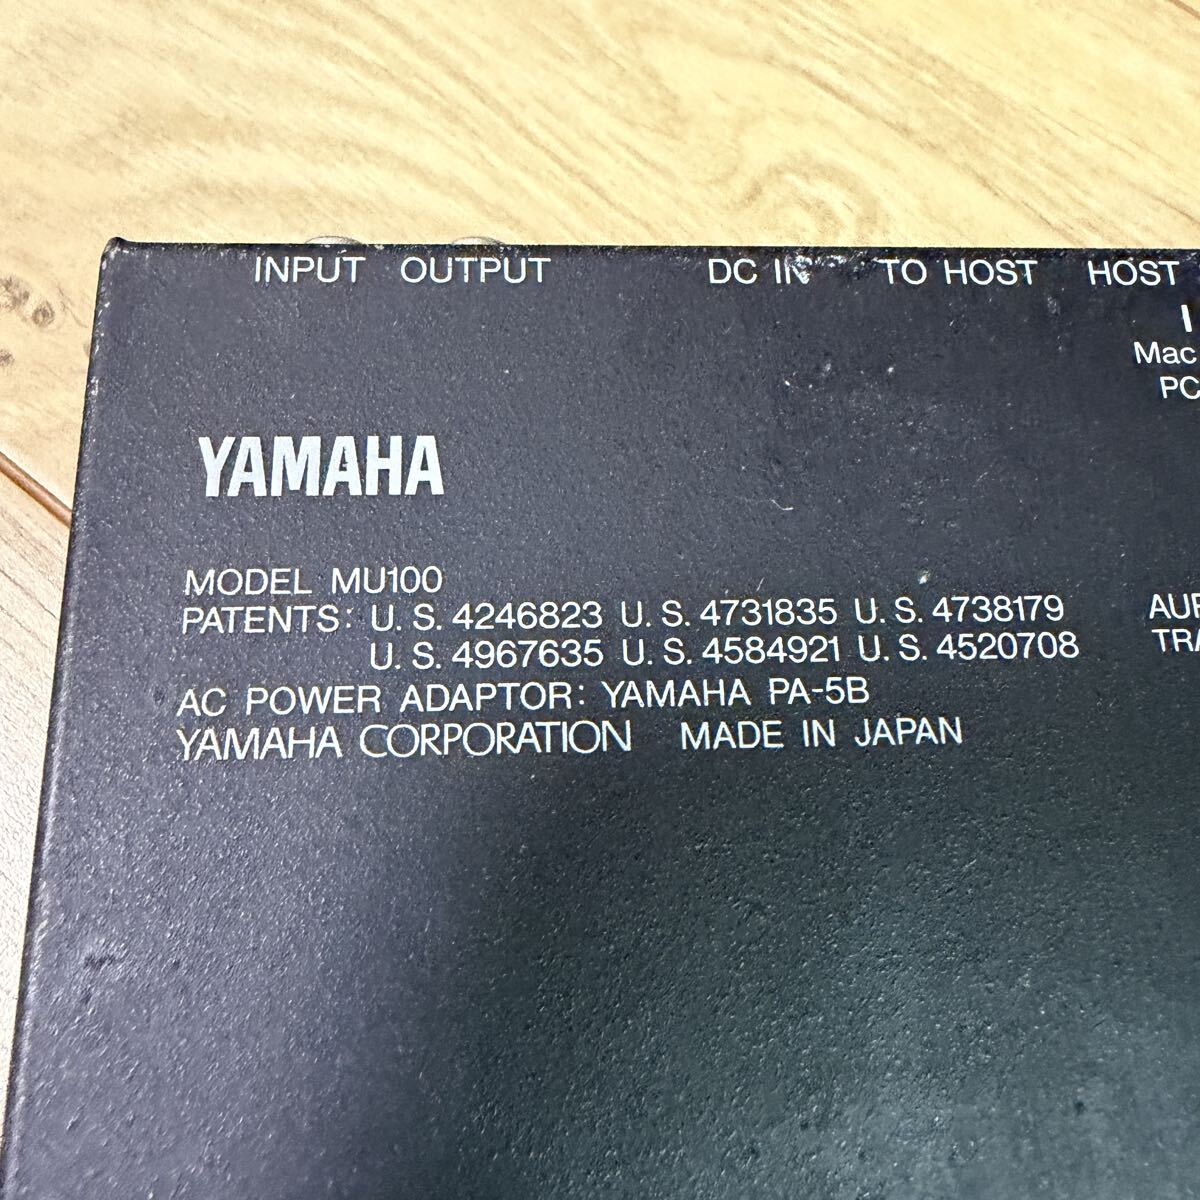 INPUT OUTPUT DC IN TO HOST HOST
I
Mac
PC
YAMAHA
MODEL MU100
PATENTS: U.S.4246823 U.S.4731835 U.S.4738179
U.S.4967635 U.S.4584921 U.S.4520708
AC POWER ADAPTOR: YAMAHA PA-5B
YAMAHA CORPORATION MADE IN JAPAN